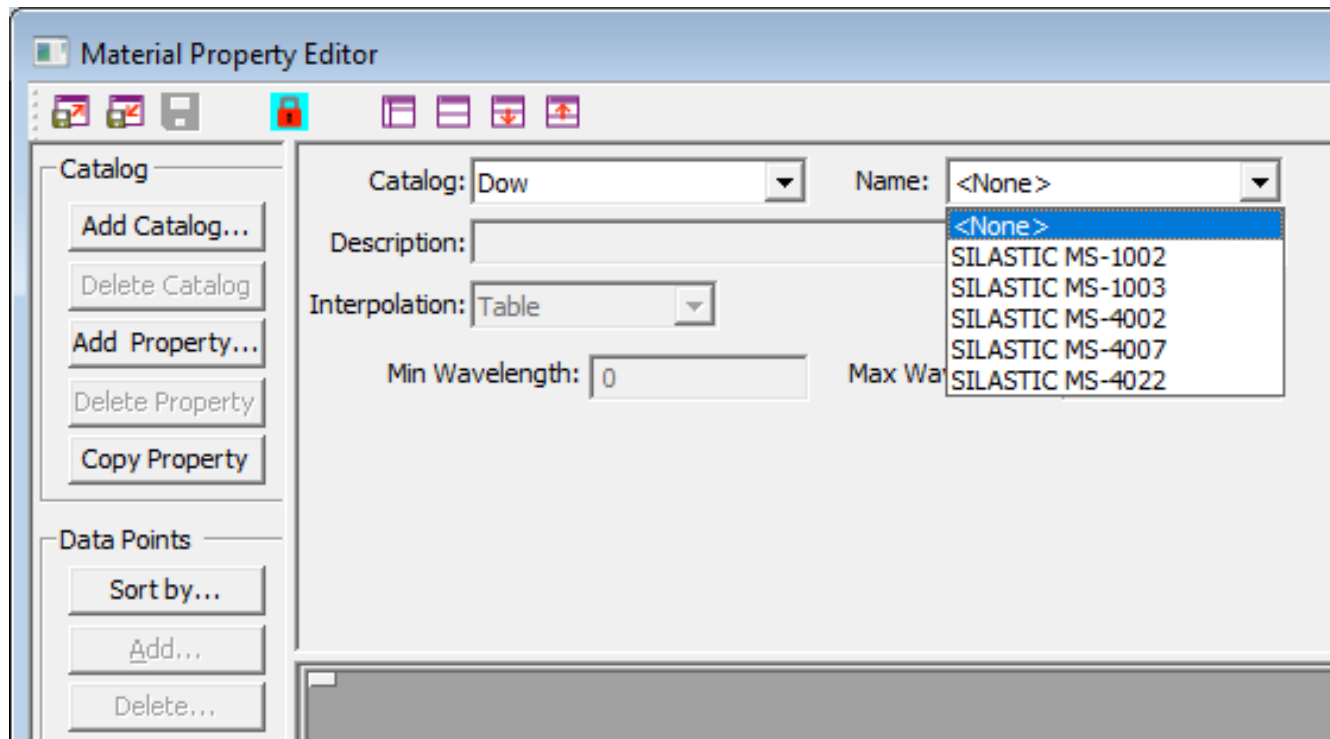 Material Property Editor
Catalog
Add Catalog...
Delete Catalog
Add Property...
Delete Property
Copy Property
Data Points
Sort by...
Add...
Delete...
Catalog: Dow
Name: <None>
Description:
Interpolation: Table
Min Wavelength: 0
Max Wa
<None>
SILASTIC MS-1002
SILASTIC MS-1003
SILASTIC MS-4002
SILASTIC MS-4007
SILASTIC MS-4022